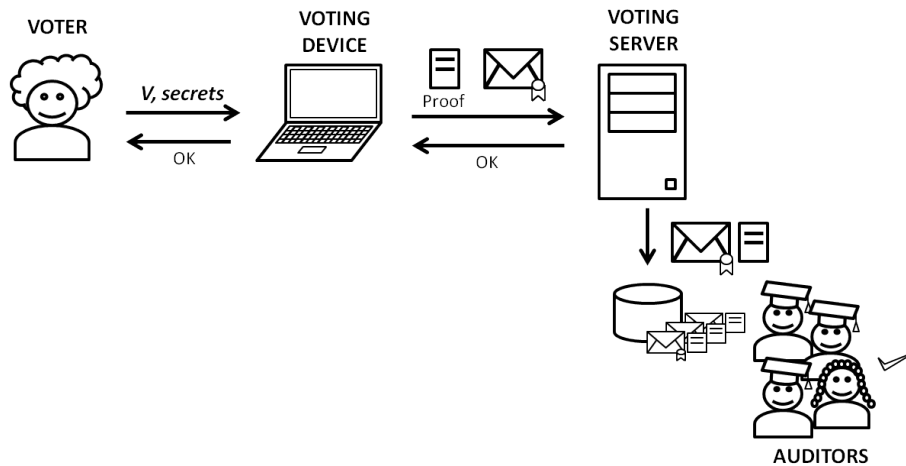 VOTER
VOTING
DEVICE
VOTING
SERVER
V, secrets
OK
Proof
OK
AUDITORS